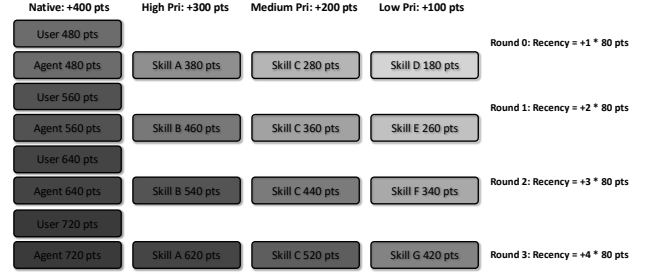 Native: +400 pts High Pri: +300 pts Medium Pri: +200 pts Low Pri: +100 pts
User 480 pts
Round 0: Recency = +1 * 80 pts
Agent 480 pts Skill A 380 pts Skill C 280 pts Skill D 180 pts
User 560 pts
Round 1: Recency = +2 * 80 pts
Agent 560 pts Skill B 460 pts Skill C 360 pts Skill E 260 pts
User 640 pts
Round 2: Recency = +3 * 80 pts
Agent 640 pts Skill B 540 pts Skill C 440 pts Skill F 340 pts
User 720 pts
Agent 720 pts Skill A 620 pts Skill C 520 pts Skill G 420 pts Round 3: Recency = +4 * 80 pts